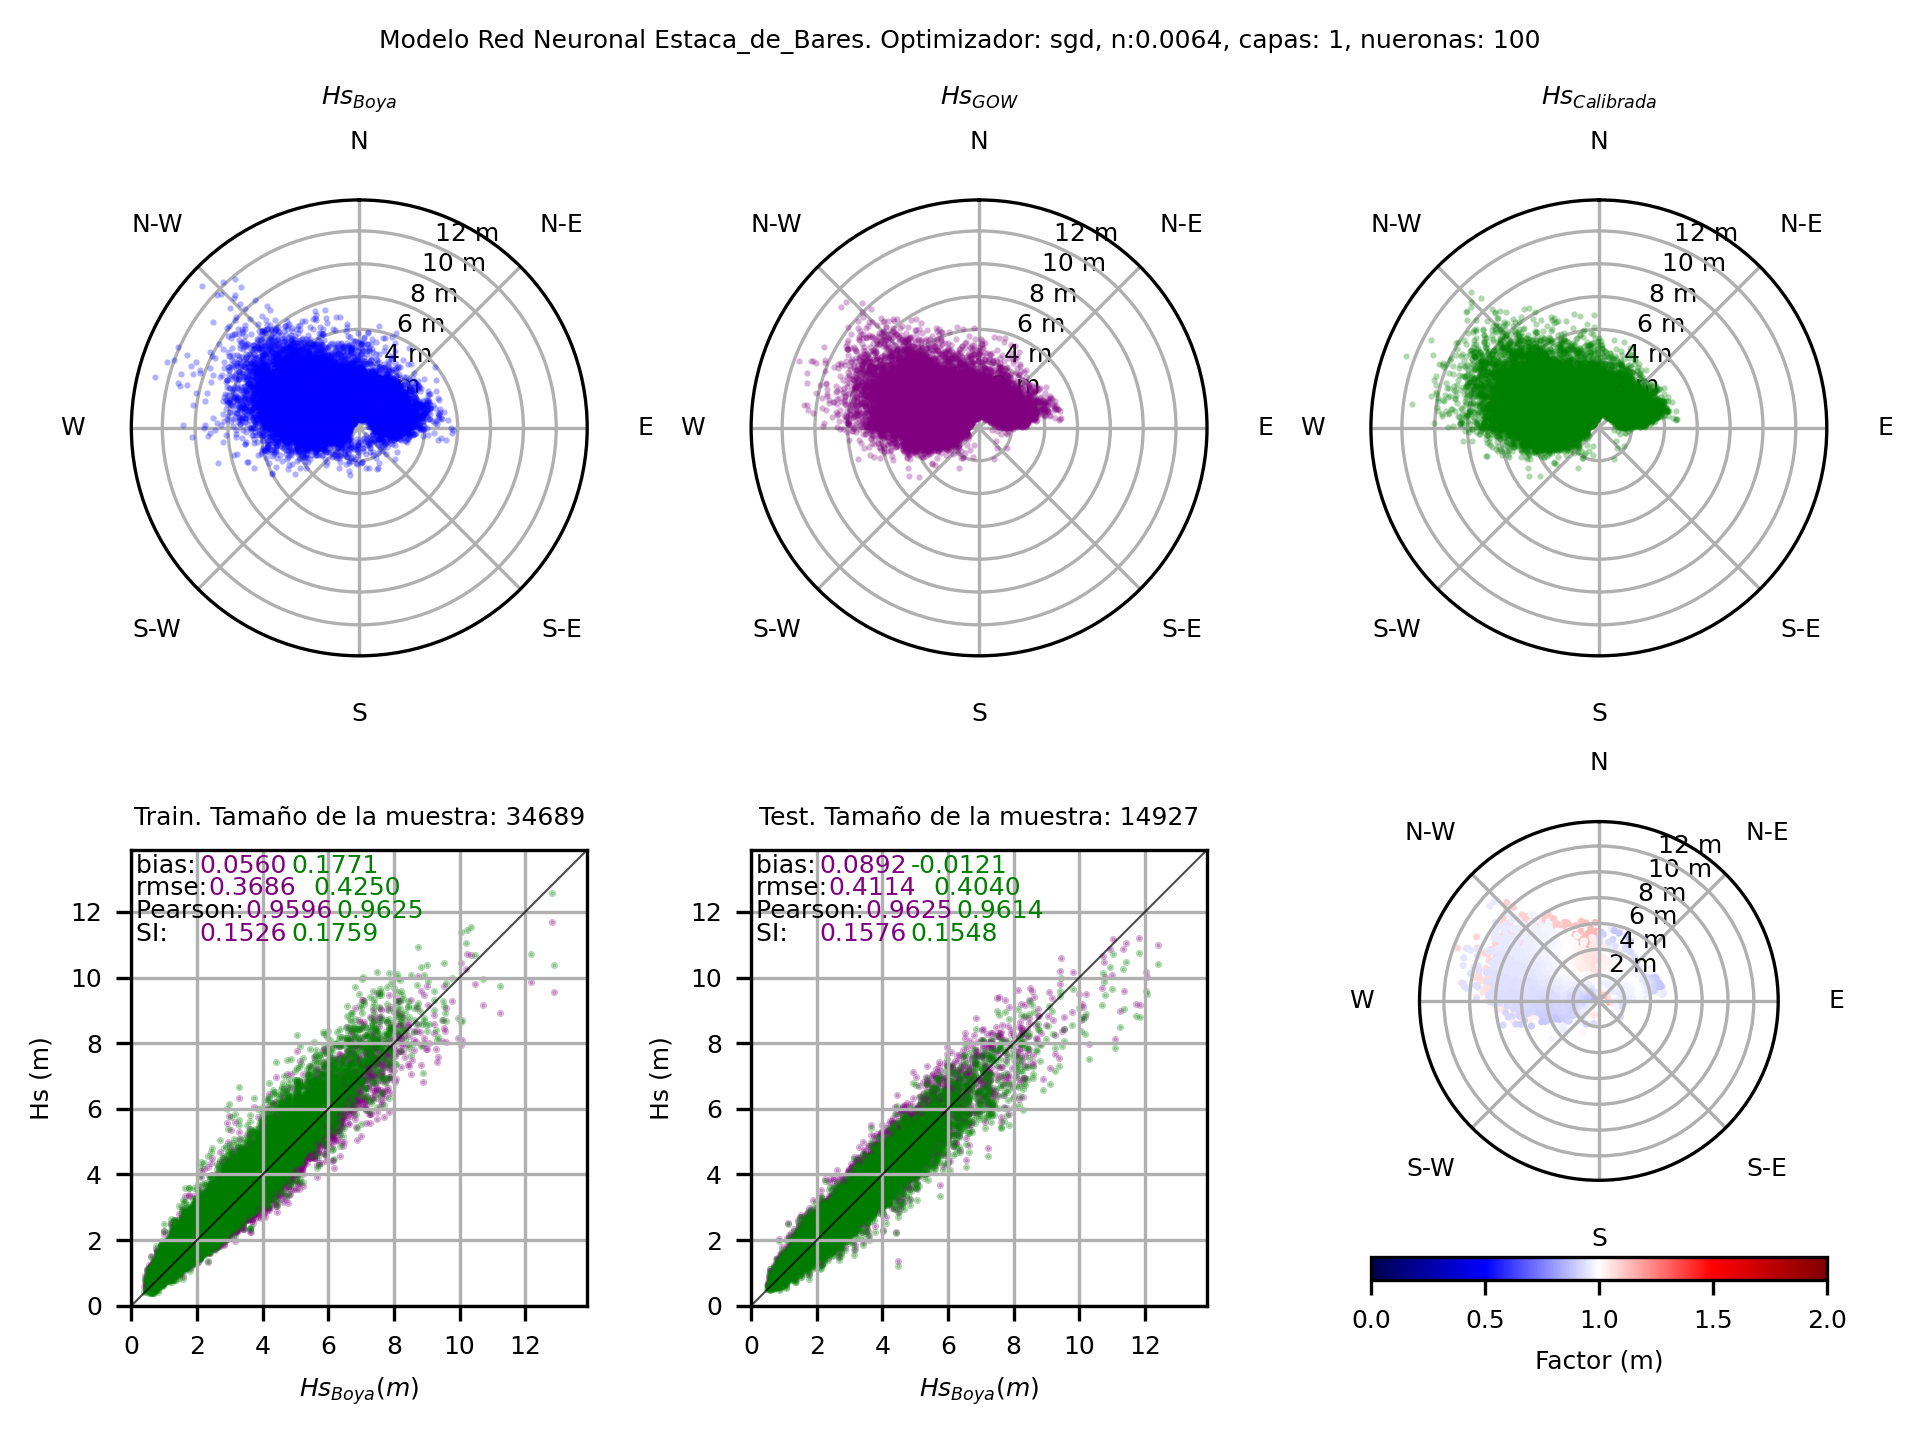 Modelo Red Neuronal Estaca_de_Bares. Optimizador: sgd, n:0.0064, capas: 1, nueronas: 100
Hs_Boya
N
N-W
N-E
12 m
10 m
8 m
6 m
4 m
m
W
E
S-W
S-E
S
Hs_GOW
N
N-W
N-E
12 m
10 m
8 m
6 m
4 m
m
W
E
S-W
S-E
S
Hs_Calibrada
N
N-W
N-E
12 m
10 m
8 m
6 m
4 m
m
W
E
S-W
S-E
S
Train. Tamaño de la muestra: 34689
bias: 0.0560 0.1771
rmse: 0.3686 0.4250
Pearson: 0.9596 0.9625
SI: 0.1526 0.1759
Hs (m)
12
10
8
6
4
2
0
0 2 4 6 8 10 12
Hs_Boya(m)
Test. Tamaño de la muestra: 14927
bias: 0.0892 -0.0121
rmse: 0.4114 0.4040
Pearson: 0.9625 0.9614
SI: 0.1576 0.1548
Hs (m)
12
10
8
6
4
2
0
0 2 4 6 8 10 12
Hs_Boya(m)
N
N-W
N-E
12 m
10 m
8 m
6 m
4 m
2 m
W
E
S-W
S-E
S
0.0 0.5 1.0 1.5 2.0
Factor (m)